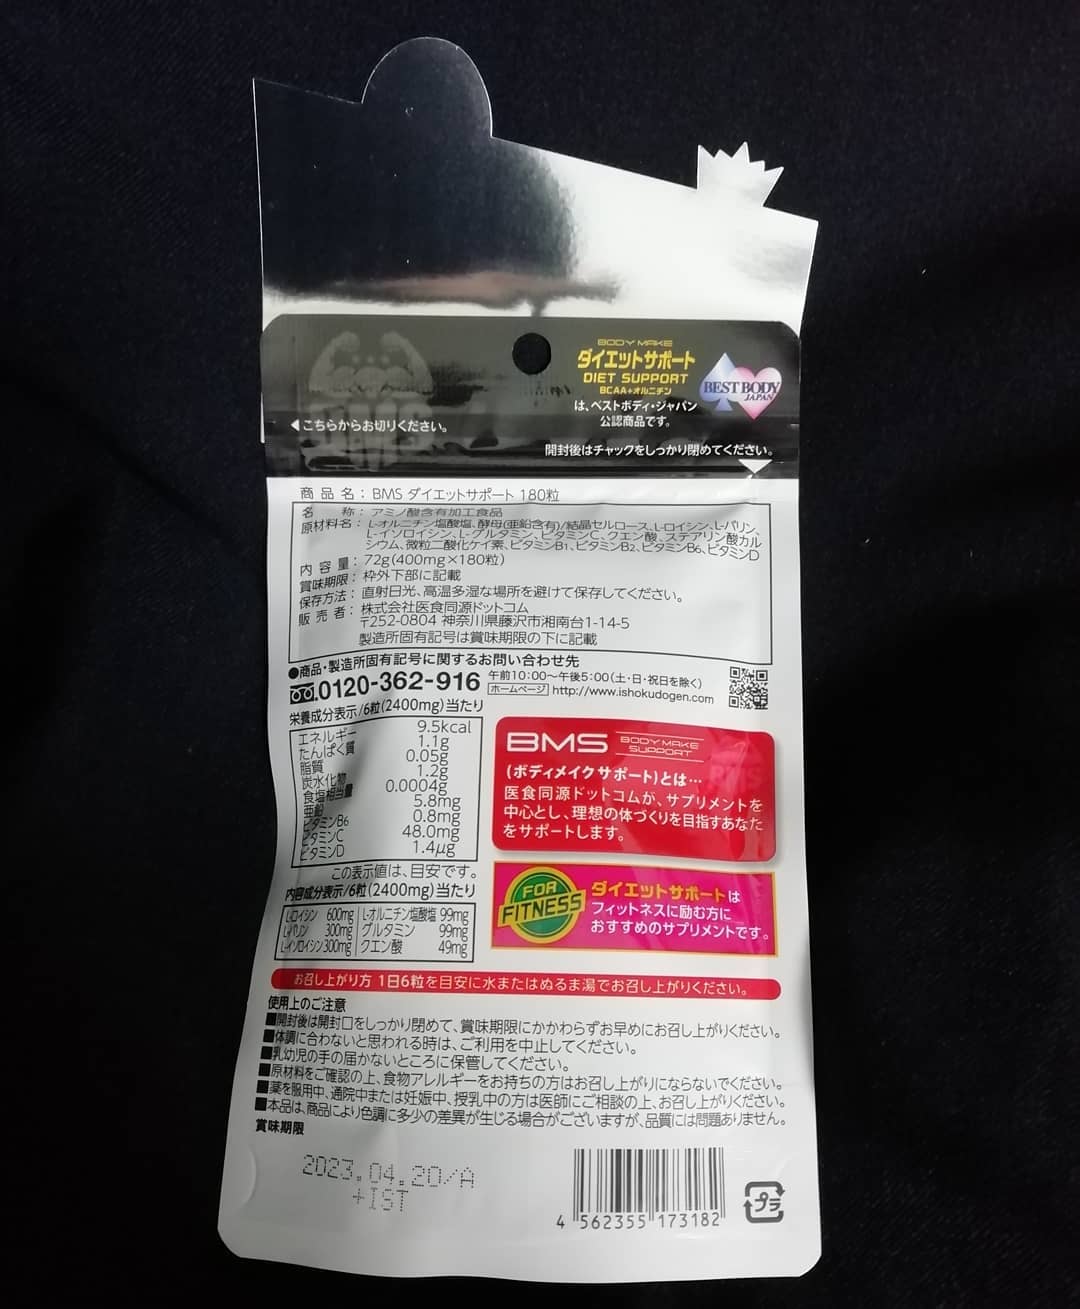 BODY MAKE
ダイエットサポート
DIET SUPPORT
BCAA+オルニチン
は、ベストボディ・ジャパン
公認商品です。
BEST BODY
JAPAN
◀こちらからお切りください。
開封後はチャックをしっかり閉めてください。
商品名：BMS ダイエットサポート 180粒
名称：アミノ酸含有加工食品
原材料名：L-オルニチン塩酸塩、酵母(亜鉛含有)/結晶セルロース、L-ロイシン、L-バリン、
L-イソロイシン、L-グルタミン、ビタミンC、クエン酸、ステアリン酸カル
シウム、微粒二酸化ケイ素、ビタミンB1、ビタミンB2、ビタミンB6、ビタミンD
内容量：72g(400mg×180粒)
賞味期限：枠外下部に記載
保存方法：直射日光、高温多湿な場所を避けて保存してください。
販売者：株式会社医食同源ドットコム
〒252-0804 神奈川県藤沢市湘南台1-14-5
製造所固有記号は賞味期限の下に記載
●商品・製造所固有記号に関するお問い合わせ先
0120-362-916 午前10:00〜午後5:00(土・日・祝日を除く)
ホームページ http://www.ishokudogen.com
栄養成分表示/6粒(2400mg)当たり
エネルギー 9.5kcal
たんぱく質 1.1g
脂質 0.05g
炭水化物 1.2g
食塩相当量 0.0004g
亜鉛 5.8mg
ビタミンB6 0.8mg
ビタミンC 48.0mg
ビタミンD 1.4μg
この表示値は、目安です。
内容成分表示/6粒(2400mg)当たり
L-ロイシン 600mg L-オルニチン塩酸塩 99mg
L-バリン 300mg グルタミン 99mg
L-イソロイシン 300mg クエン酸 49mg
BMS BODY MAKE SUPPORT
(ボディメイクサポート)とは…
医食同源ドットコムが、サプリメントを
中心とし、理想の体づくりを目指すあなた
をサポートします。
FOR
FITNESS
ダイエットサポートは
フィットネスに励む方に
おすすめのサプリメントです。
お召し上がり方 1日6粒を目安に水またはぬるま湯でお召し上がりください。
使用上のご注意
■開封後は開封口をしっかり閉めて、賞味期限にかかわらずお早めにお召し上がりください。
■体調に合わないと思われる時は、ご利用を中止してください。
■乳幼児の手の届かないところに保管してください。
■原材料をご確認の上、食物アレルギーをお持ちの方はお召し上がりにならないでください。
■薬を服用中、通院中または妊娠中、授乳中の方は医師にご相談の上、お召し上がりください。
■本品は、商品により色調に多少の差異が生じる場合がございますが、品質には問題ありません。
賞味期限
2023.04.20/A
+IST
4 562355 173182
プラ